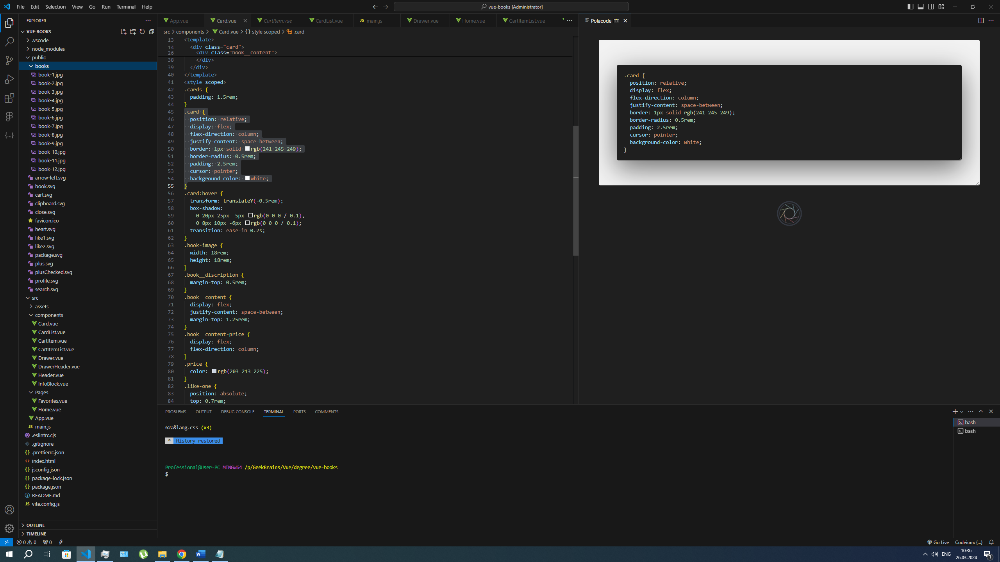 File Edit Selection View Go Run Terminal Help
vue-books [Administrator]
EXPLORER
VUE-BOOKS
.vscode
node_modules
public
books
book-1.jpg
book-2.jpg
book-3.jpg
book-4.jpg
book-5.jpg
book-6.jpg
book-7.jpg
book-8.jpg
book-9.jpg
book-10.jpg
book-11.jpg
book-12.jpg
arrow-left.svg
book.svg
cart.svg
clipboard.svg
close.svg
favicon.ico
heart.svg
like1.svg
like2.svg
package.svg
plus.svg
plusChecked.svg
profile.svg
search.svg
src
assets
components
Card.vue
CardList.vue
CartItem.vue
CartItemList.vue
Drawer.vue
DrawerHeader.vue
Header.vue
InfoBlock.vue
Pages
Favorites.vue
Home.vue
App.vue
JS main.js
.eslintrc.cjs
.gitignore
{} .prettierrc.json
<> index.html
{} jsconfig.json
{} package-lock.json
{} package.json
README.md
JS vite.config.js
OUTLINE
TIMELINE
App.vue Card.vue CartItem.vue CardList.vue JS main.js Drawer.vue Home.vue CartItemList.vue
src > components > Card.vue > {} style scoped > .card
13 <template>
14 <div class="card">
26 <div class="book__content">
38 </div>
39 </div>
40 </template>
41 <style scoped>
42 .cards {
43 padding: 1.5rem;
44 }
45 .card {
46 position: relative;
47 display: flex;
48 flex-direction: column;
49 justify-content: space-between;
50 border: 1px solid rgb(241 245 249);
51 border-radius: 0.5rem;
52 padding: 2.5rem;
53 cursor: pointer;
54 background-color: white;
55 }
56 .card:hover {
57 transform: translateY(-0.5rem);
58 box-shadow:
59 0 20px 25px -5px rgb(0 0 0 / 0.1),
60 0 8px 10px -6px rgb(0 0 0 / 0.1);
61 transition: ease-in 0.2s;
62 }
63 .book-image {
64 width: 18rem;
65 height: 18rem;
66 }
67 .book__discription {
68 margin-top: 0.5rem;
69 }
70 .book__content {
71 display: flex;
72 justify-content: space-between;
73 margin-top: 1.25rem;
74 }
75 .book__content-price {
76 display: flex;
77 flex-direction: column;
78 }
79 .price {
80 color: rgb(203 213 225);
81 }
82 .like-one {
83 position: absolute;
84 top: 0.7rem;
Polacode
.card {
position: relative;
display: flex;
flex-direction: column;
justify-content: space-between;
border: 1px solid rgb(241 245 249);
border-radius: 0.5rem;
padding: 2.5rem;
cursor: pointer;
background-color: white;
}
PROBLEMS OUTPUT DEBUG CONSOLE TERMINAL PORTS COMMENTS
62a&lang.css (x3)
* History restored
Professional@User-PC MINGW64 /p/GeekBrains/Vue/degree/vue-books
$
bash
bash
0 0 0
Go Live Codeium: {...}
ENG
10:36
26.03.2024
1